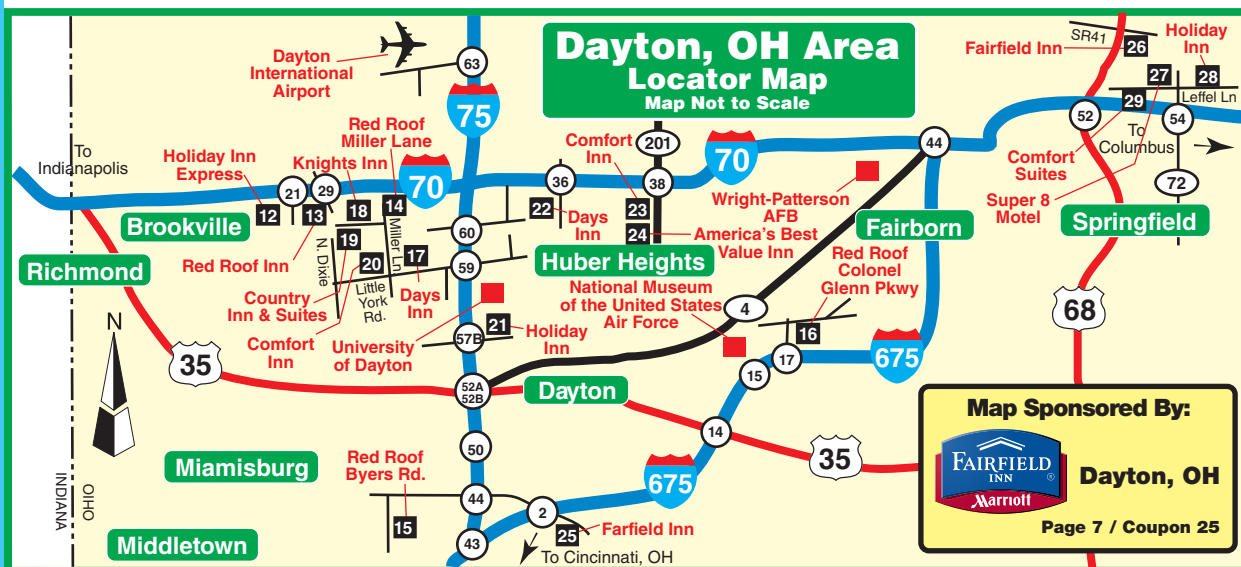 Dayton, OH Area
Locator Map
Map Not to Scale
Dayton
International
Airport
63
75
SR41
Fairfield Inn
26
Holiday
Inn
27
28
Leffel Ln
29
52
54
To
Columbus
72
Comfort
Suites
Super 8
Motel
Springfield
To
Indianapolis
Holiday Inn
Express
Red Roof
Miller Lane
Knights Inn
21
29
70
12
13
18
14
Brookville
Richmond
Red Roof Inn
N. Dixie
19
20
Miller Ln
17
Little
York
Rd.
Days
Inn
Country
Inn & Suites
Comfort
Inn
60
59
36
22
Days
Inn
Comfort
Inn
201
38
23
24
70
44
Wright-Patterson
AFB
America's Best
Value Inn
Fairborn
Huber Heights
National Museum
of the United States
Air Force
Red Roof
Colonel
Glenn Pkwy
4
16
17
15
675
68
University
of Dayton
57B
21
Holiday
Inn
N
35
52A
52B
Dayton
14
35
50
Miamisburg
Red Roof
Byers Rd.
15
44
43
2
675
25
Farfield Inn
To Cincinnati, OH
Middletown
INDIANA
OIHO
Map Sponsored By:
FAIRFIELD
INN
®
Marriott
Dayton, OH
Page 7 / Coupon 25